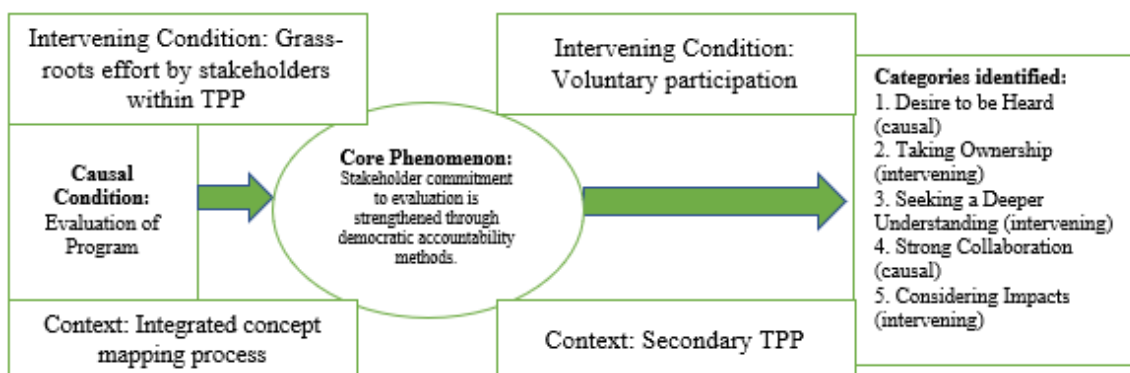 Intervening Condition: Grass-
roots effort by stakeholders
within TPP
Causal
Condition:
Evaluation of
Program
Context: Integrated concept
mapping process
Core Phenomenon:
Stakeholder commitment
to evaluation is
strengthened through
democratic accountability
methods.
Intervening Condition:
Voluntary participation
Context: Secondary TPP
Categories identified:
1. Desire to be Heard
(causal)
2. Taking Ownership
(intervening)
3. Seeking a Deeper
Understanding (intervening)
4. Strong Collaboration
(causal)
5. Considering Impacts
(intervening)